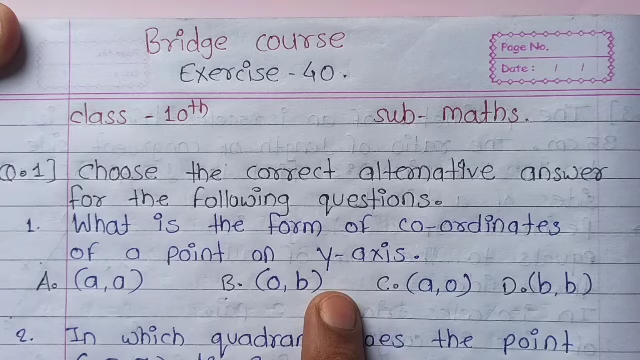 Bridge course
Page No.
Exercise - 40.
Date : / /
class - 10th sub- maths.
Q.1] choose the correct alternative answer
for the following questions.
1. What is the form of co-ordinates
of a point on y-axis.
A. (a,a) B. (0,b) C. (a,0) D. (b,b)
2. In which the point